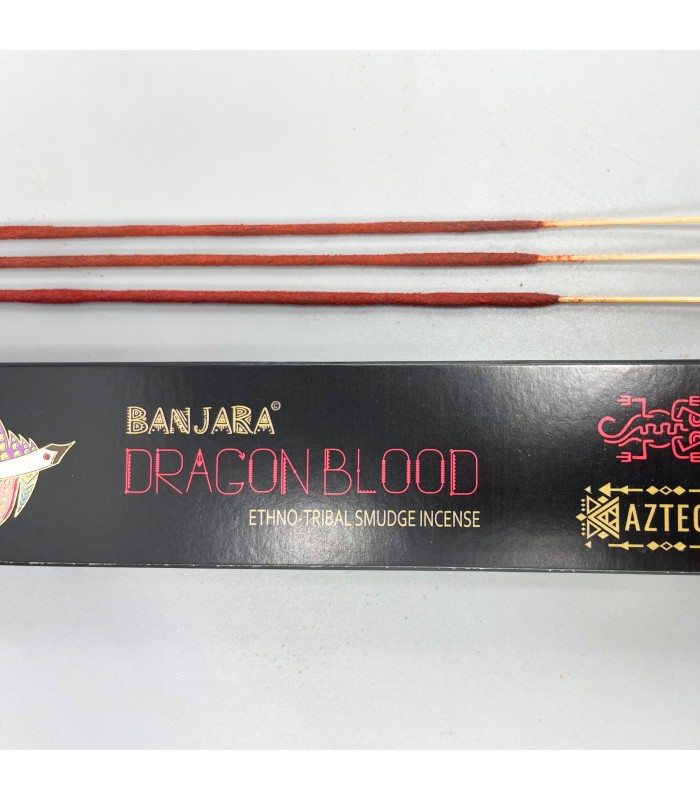 BANJARA©
DRAGON BLOOD
ETHNO-TRIBAL SMUDGE INCENSE
AZTEC